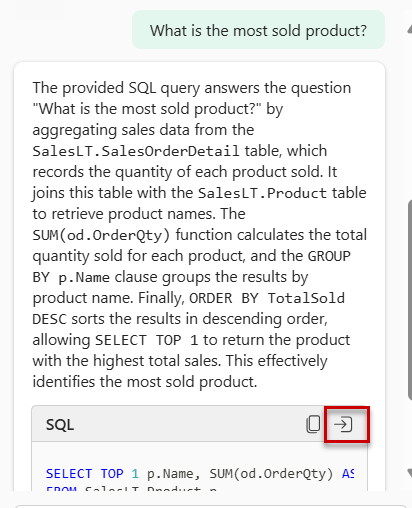 What is the most sold product?
The provided SQL query answers the question
"What is the most sold product?" by
aggregating sales data from the
SalesLT.SalesOrderDetail table, which
records the quantity of each product sold. It
joins this table with the SalesLT.Product table
to retrieve product names. The
SUM(od.OrderQty) function calculates the total
quantity sold for each product, and the GROUP
BY p.Name clause groups the results by
product name. Finally, ORDER BY TotalSold
DESC sorts the results in descending order,
allowing SELECT TOP 1 to return the product
with the highest total sales. This effectively
identifies the most sold product.
SQL
SELECT TOP 1 p.Name, SUM(od.OrderQty) AS
FROM SalesLT.Product p